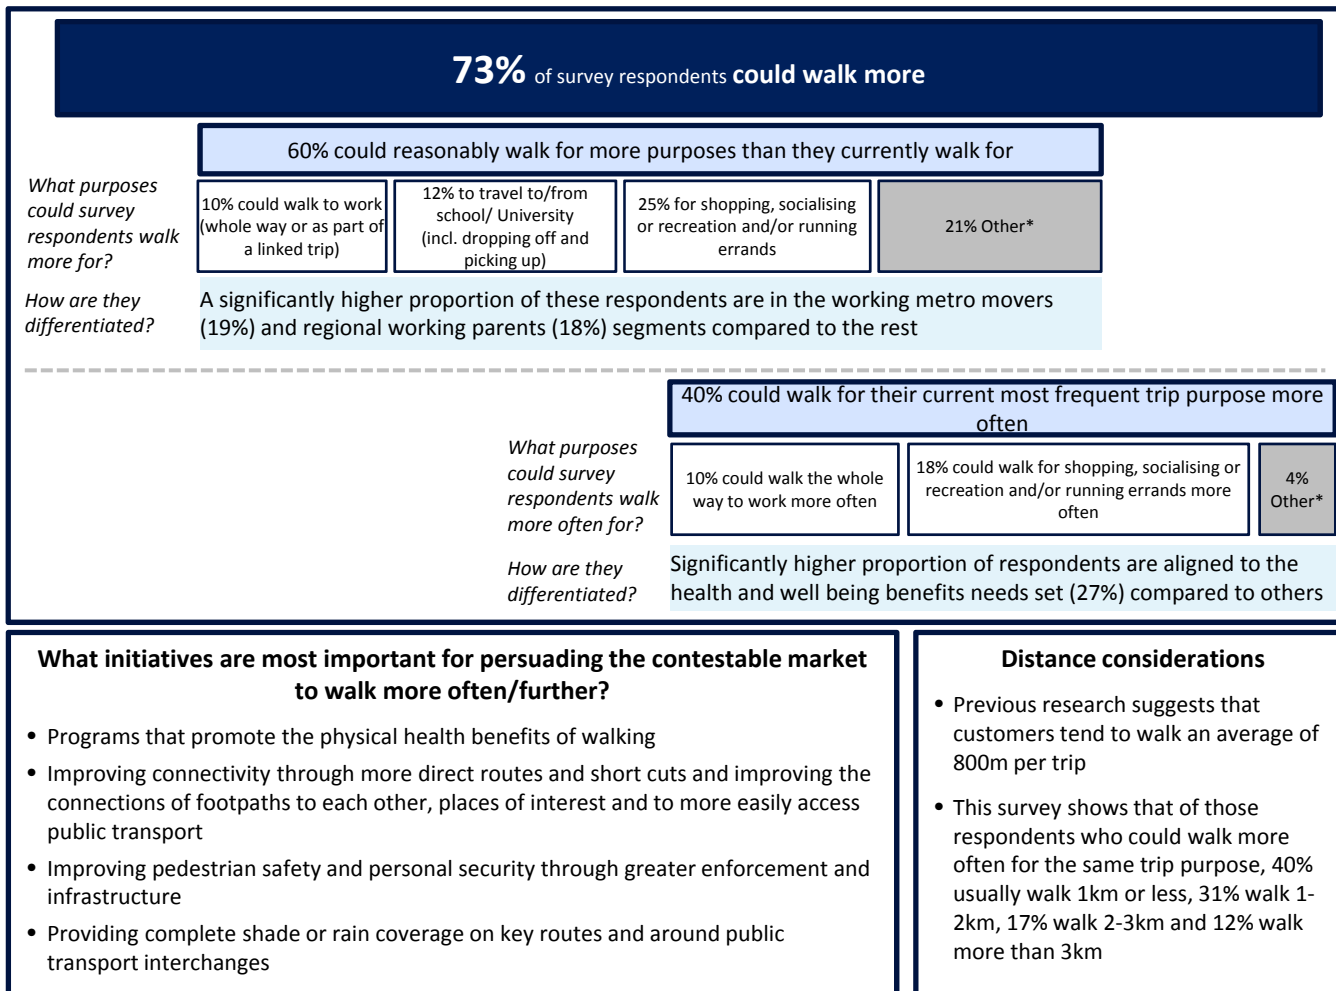 73% of survey respondents could walk more
60% could reasonably walk for more purposes than they currently walk for
What purposes
could survey
respondents walk
more for?
10% could walk to work
(whole way or as part of
a linked trip)
12% to travel to/from
school/ University
(incl. dropping off and
picking up)
25% for shopping, socialising
or recreation and/or running
errands
21% Other*
How are they
differentiated?
A significantly higher proportion of these respondents are in the working metro movers
(19%) and regional working parents (18%) segments compared to the rest
40% could walk for their current most frequent trip purpose more
often
What purposes
could survey
respondents walk
more often for?
10% could walk the whole
way to work more often
18% could walk for shopping, socialising or
recreation and/or running errands more
often
4%
Other*
How are they
differentiated?
Significantly higher proportion of respondents are aligned to the
health and well being benefits needs set (27%) compared to others
What initiatives are most important for persuading the contestable market
to walk more often/further?
• Programs that promote the physical health benefits of walking
• Improving connectivity through more direct routes and short cuts and improving the
connections of footpaths to each other, places of interest and to more easily access
public transport
• Improving pedestrian safety and personal security through greater enforcement and
infrastructure
• Providing complete shade or rain coverage on key routes and around public
transport interchanges
Distance considerations
• Previous research suggests that
customers tend to walk an average of
800m per trip
• This survey shows that of those
respondents who could walk more
often for the same trip purpose, 40%
usually walk 1km or less, 31% walk 1-
2km, 17% walk 2-3km and 12% walk
more than 3km